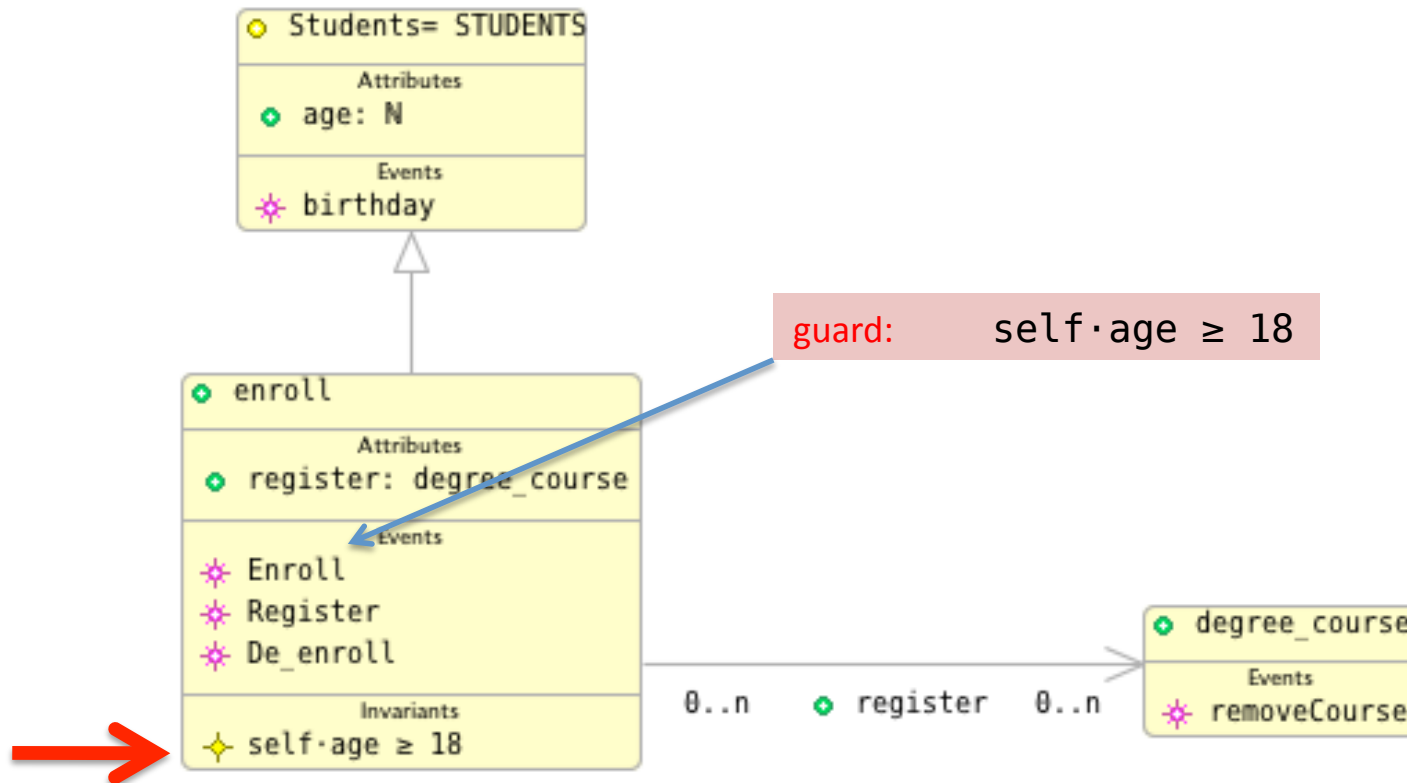 Students= STUDENTS
Attributes
age: ℕ
Events
birthday
guard: self·age ≥ 18
enroll
Attributes
register: degree_course
Events
Enroll
Register
De_enroll
Invariants
self·age ≥ 18
0..n register 0..n
degree_course
Events
removeCourse